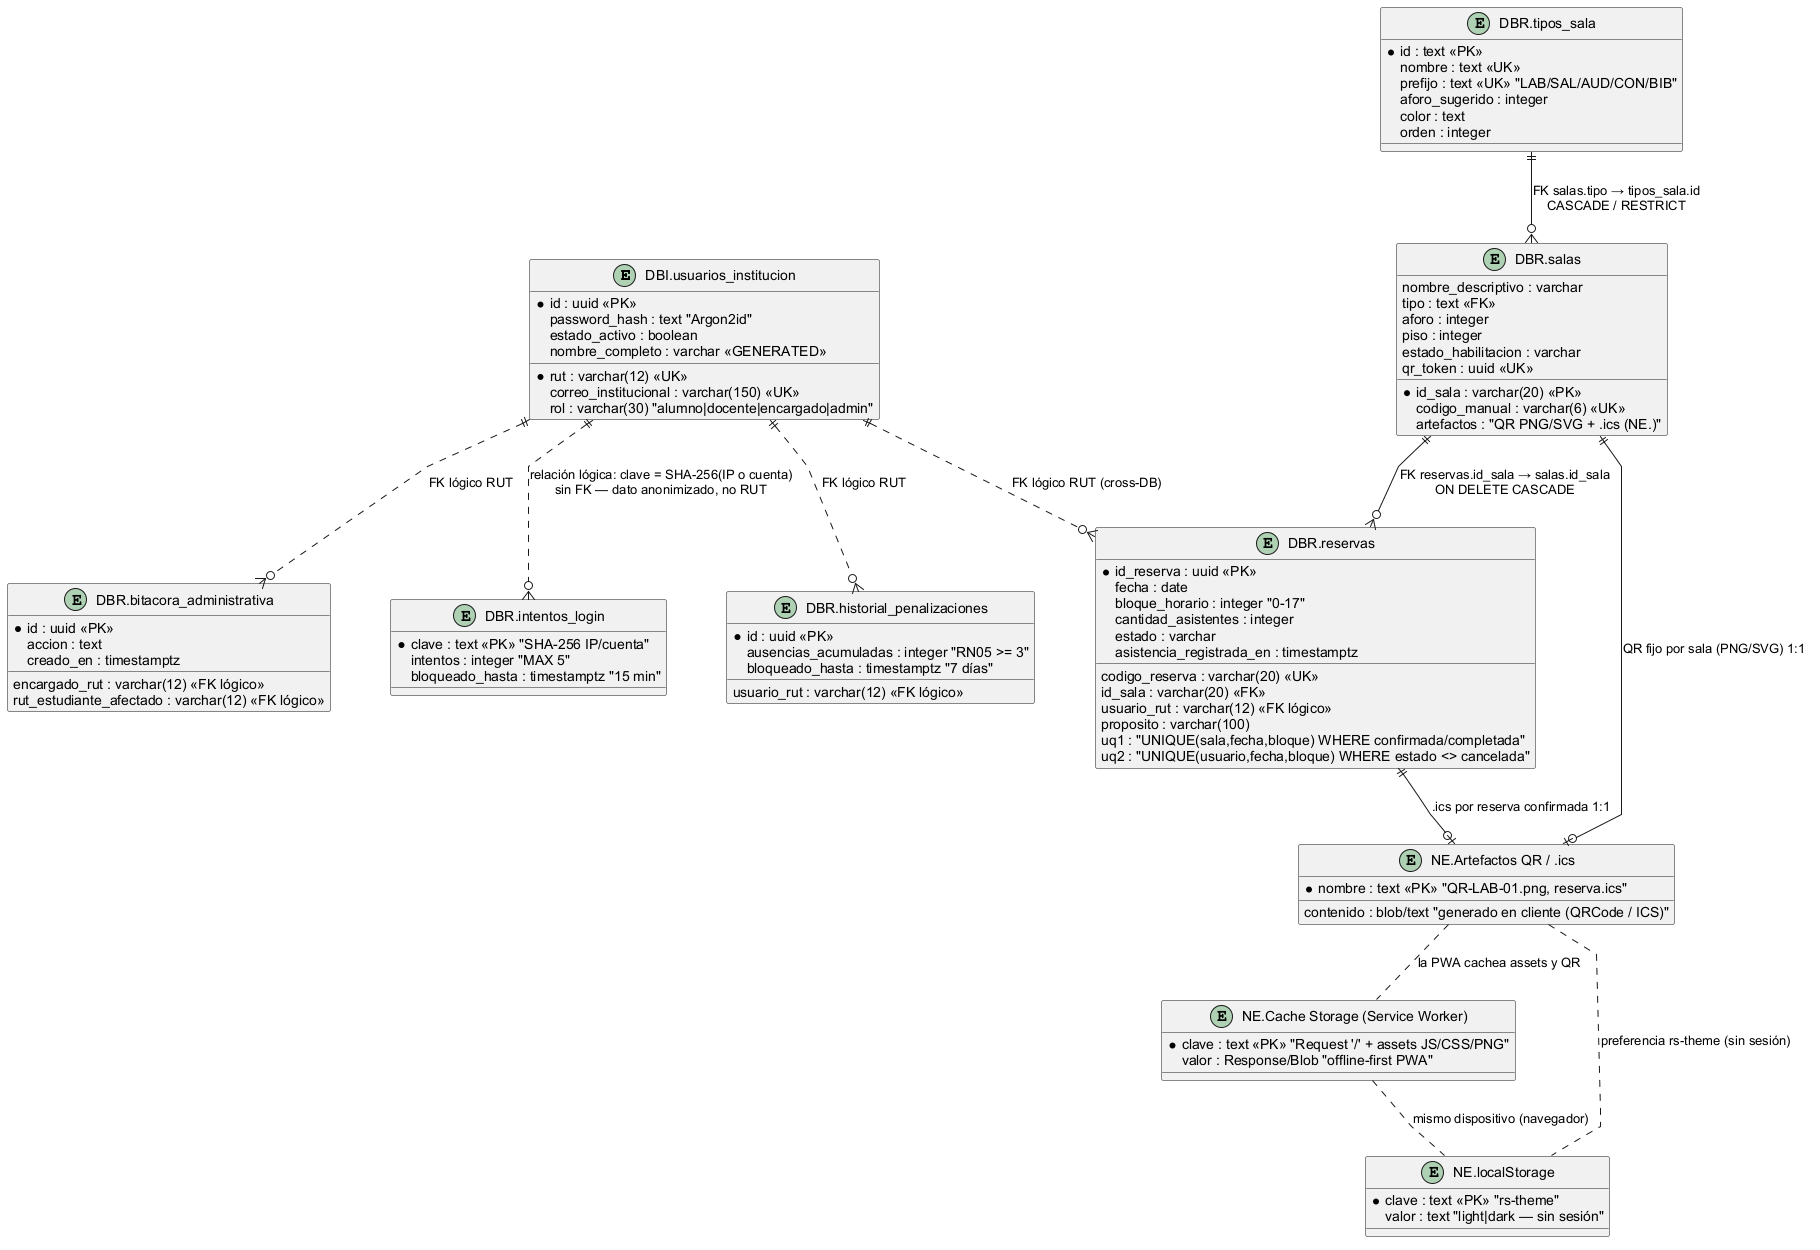 E DBR.tipos_sala
id : text «PK»
nombre : text «UK»
prefijo : text «UK» "LAB/SAL/AUD/CON/BIB"
aforo_sugerido : integer
color : text
orden : integer
FK salas.tipo → tipos_sala.id
CASCADE / RESTRICT
E DBR.salas
nombre_descriptivo : varchar
tipo : text «FK»
aforo : integer
piso : integer
estado_habilitacion : varchar
qr_token : uuid «UK»
id_sala : varchar(20) «PK»
codigo_manual : varchar(6) «UK»
artefactos : "QR PNG/SVG + .ics (NE.)"
E DBI.usuarios_institucion
id : uuid «PK»
password_hash : text "Argon2id"
estado_activo : boolean
nombre_completo : varchar «GENERATED»
rut : varchar(12) «UK»
correo_institucional : varchar(150) «UK»
rol : varchar(30) "alumno|docente|encargado|admin"
FK lógico RUT
relación lógica: clave = SHA-256(IP o cuenta)
sin FK — dato anonimizado, no RUT
FK lógico RUT
FK lógico RUT (cross-DB)
FK reservas.id_sala → salas.id_sala
ON DELETE CASCADE
E DBR.bitacora_administrativa
id : uuid «PK»
accion : text
creado_en : timestamptz
encargado_rut : varchar(12) «FK lógico»
rut_estudiante_afectado : varchar(12) «FK lógico»
E DBR.intentos_login
clave : text «PK» "SHA-256 IP/cuenta"
intentos : integer "MAX 5"
bloqueado_hasta : timestamptz "15 min"
E DBR.historial_penalizaciones
id : uuid «PK»
ausencias_acumuladas : integer "RN05 >= 3"
bloqueado_hasta : timestamptz "7 días"
usuario_rut : varchar(12) «FK lógico»
E DBR.reservas
id_reserva : uuid «PK»
fecha : date
bloque_horario : integer "0-17"
cantidad_asistentes : integer
estado : varchar
asistencia_registrada_en : timestamptz
codigo_reserva : varchar(20) «UK»
id_sala : varchar(20) «FK»
usuario_rut : varchar(12) «FK lógico»
proposito : varchar(100)
uq1 : "UNIQUE(sala,fecha,bloque) WHERE confirmada/completada"
uq2 : "UNIQUE(usuario,fecha,bloque) WHERE estado <> cancelada"
QR fijo por sala (PNG/SVG) 1:1
.ics por reserva confirmada 1:1
E NE.Artefactos QR / .ics
nombre : text «PK» "QR-LAB-01.png, reserva.ics"
contenido : blob/text "generado en cliente (QRCode / ICS)"
la PWA cachea assets y QR
E NE.Cache Storage (Service Worker)
clave : text «PK» "Request '/' + assets JS/CSS/PNG"
valor : Response/Blob "offline-first PWA"
preferencia rs-theme (sin sesión)
mismo dispositivo (navegador)
E NE.localStorage
clave : text «PK» "rs-theme"
valor : text "light|dark — sin sesión"